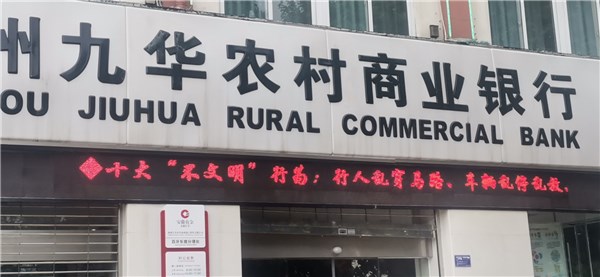 州九华农村商业银行
OU JIUHUA RURAL COMMERCIAL BANK
十大“不文明”行为：行人乱穿马路、车辆乱停乱放、